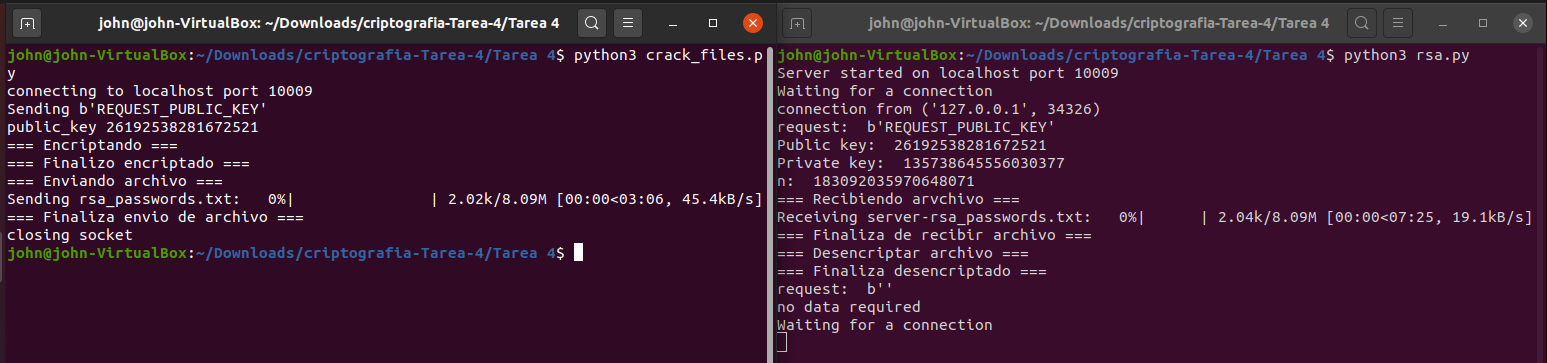 john@john-VirtualBox: ~/Downloads/criptografia-Tarea-4/Tarea 4
john@john-VirtualBox:~/Downloads/criptografia-Tarea-4/Tarea 4$ python3 crack_files.p
y
connecting to localhost port 10009
Sending b'REQUEST_PUBLIC_KEY'
public_key 26192538281672521
=== Encriptando ===
=== Finalizo encriptado ===
=== Enviando archivo ===
Sending rsa_passwords.txt:   0%|               | 2.02k/8.09M [00:00<03:06, 45.4kB/s]
=== Finaliza envio de archivo ===
closing socket
john@john-VirtualBox:~/Downloads/criptografia-Tarea-4/Tarea 4$
john@john-VirtualBox: ~/Downloads/criptografia-Tarea-4/Tarea 4
john@john-VirtualBox:~/Downloads/criptografia-Tarea-4/Tarea 4$ python3 rsa.py
Server started on localhost port 10009
Waiting for a connection
connection from ('127.0.0.1', 34326)
request:  b'REQUEST_PUBLIC_KEY'
Public key:  26192538281672521
Private key:  135738645556030377
n:  183092035970648071
=== Recibiendo arvchivo ===
Receiving server-rsa_passwords.txt:   0%|      | 2.04k/8.09M [00:00<07:25, 19.1kB/s]
=== Finaliza de recibir archivo ===
=== Desencriptar archivo ===
=== Finaliza desencriptado ===
request:  b''
no data required
Waiting for a connection